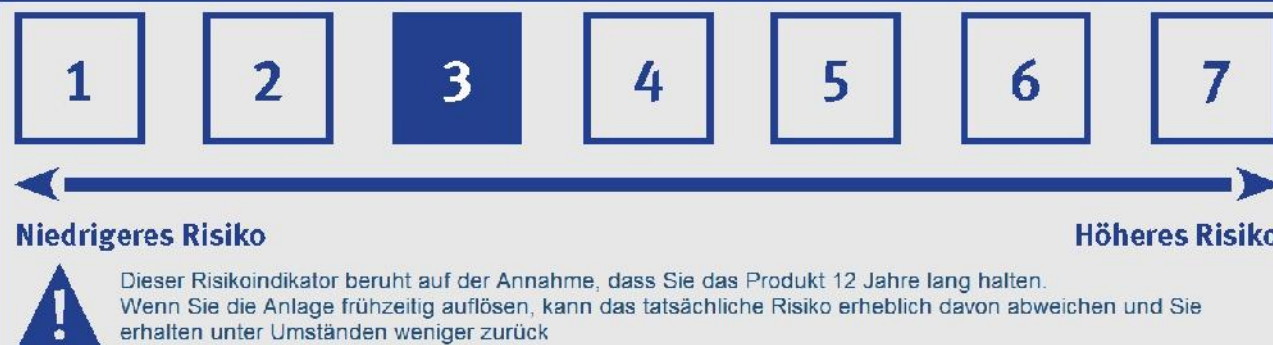 1 2 3 4 5 6 7
Niedrigeres Risiko Höheres Risiko
Dieser Risikoindikator beruht auf der Annahme, dass Sie das Produkt 12 Jahre lang halten.
Wenn Sie die Anlage frühzeitig auflösen, kann das tatsächliche Risiko erheblich davon abweichen und Sie
erhalten unter Umständen weniger zurück